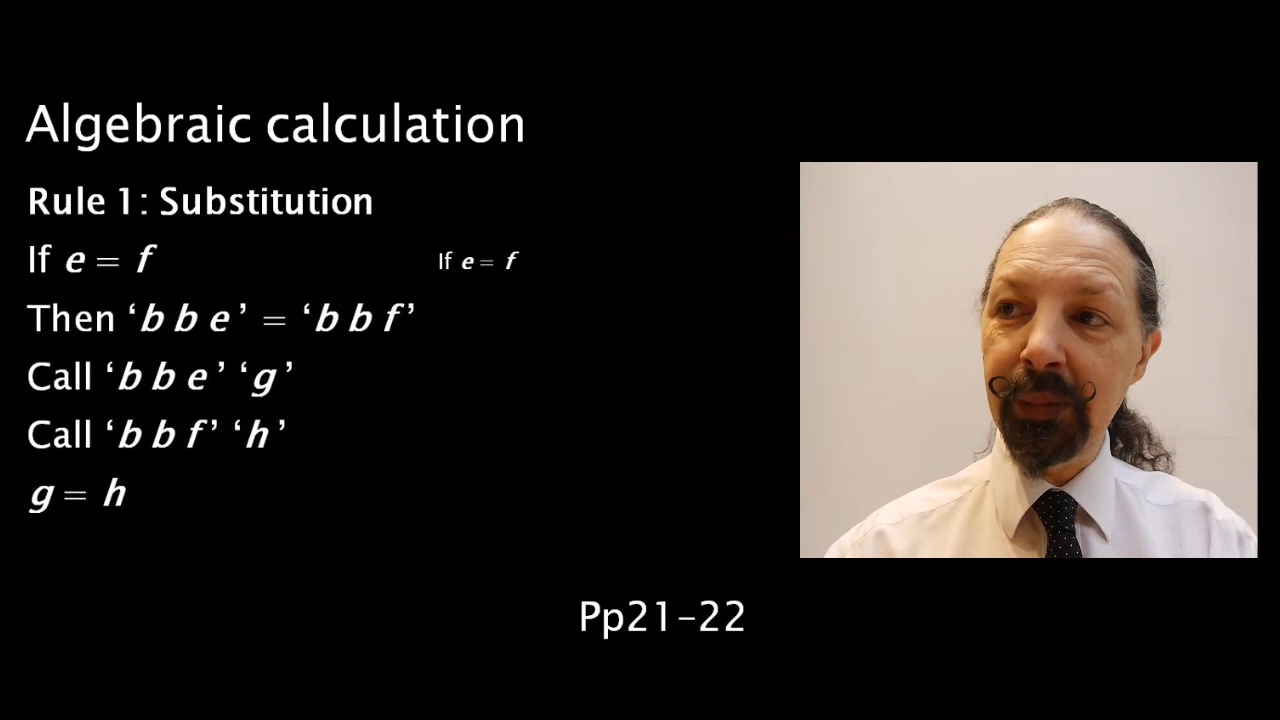 Algebraic calculation
Rule 1: Substitution
If e = f
If e = f
Then ‘b b e’ = ‘b b f’
Call ‘b b e’ ‘g’
Call ‘b b f’ ‘h’
g = h
Pp21-22